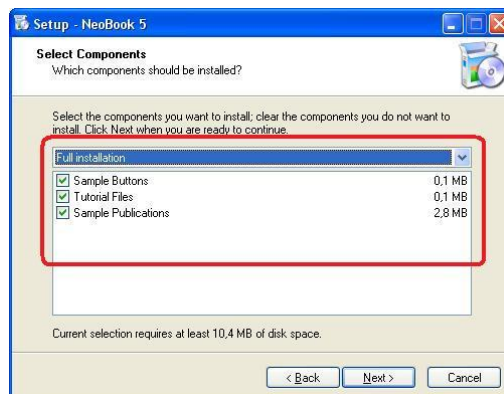 Setup - NeoBook 5
Select Components
Which components should be installed?
Select the components you want to install; clear the components you do not want to
install. Click Next when you are ready to continue.
Full installation
Sample Buttons 0,1 MB
Tutorial Files 0,1 MB
Sample Publications 2,8 MB
Current selection requires at least 10,4 MB of disk space.
< Back Next > Cancel